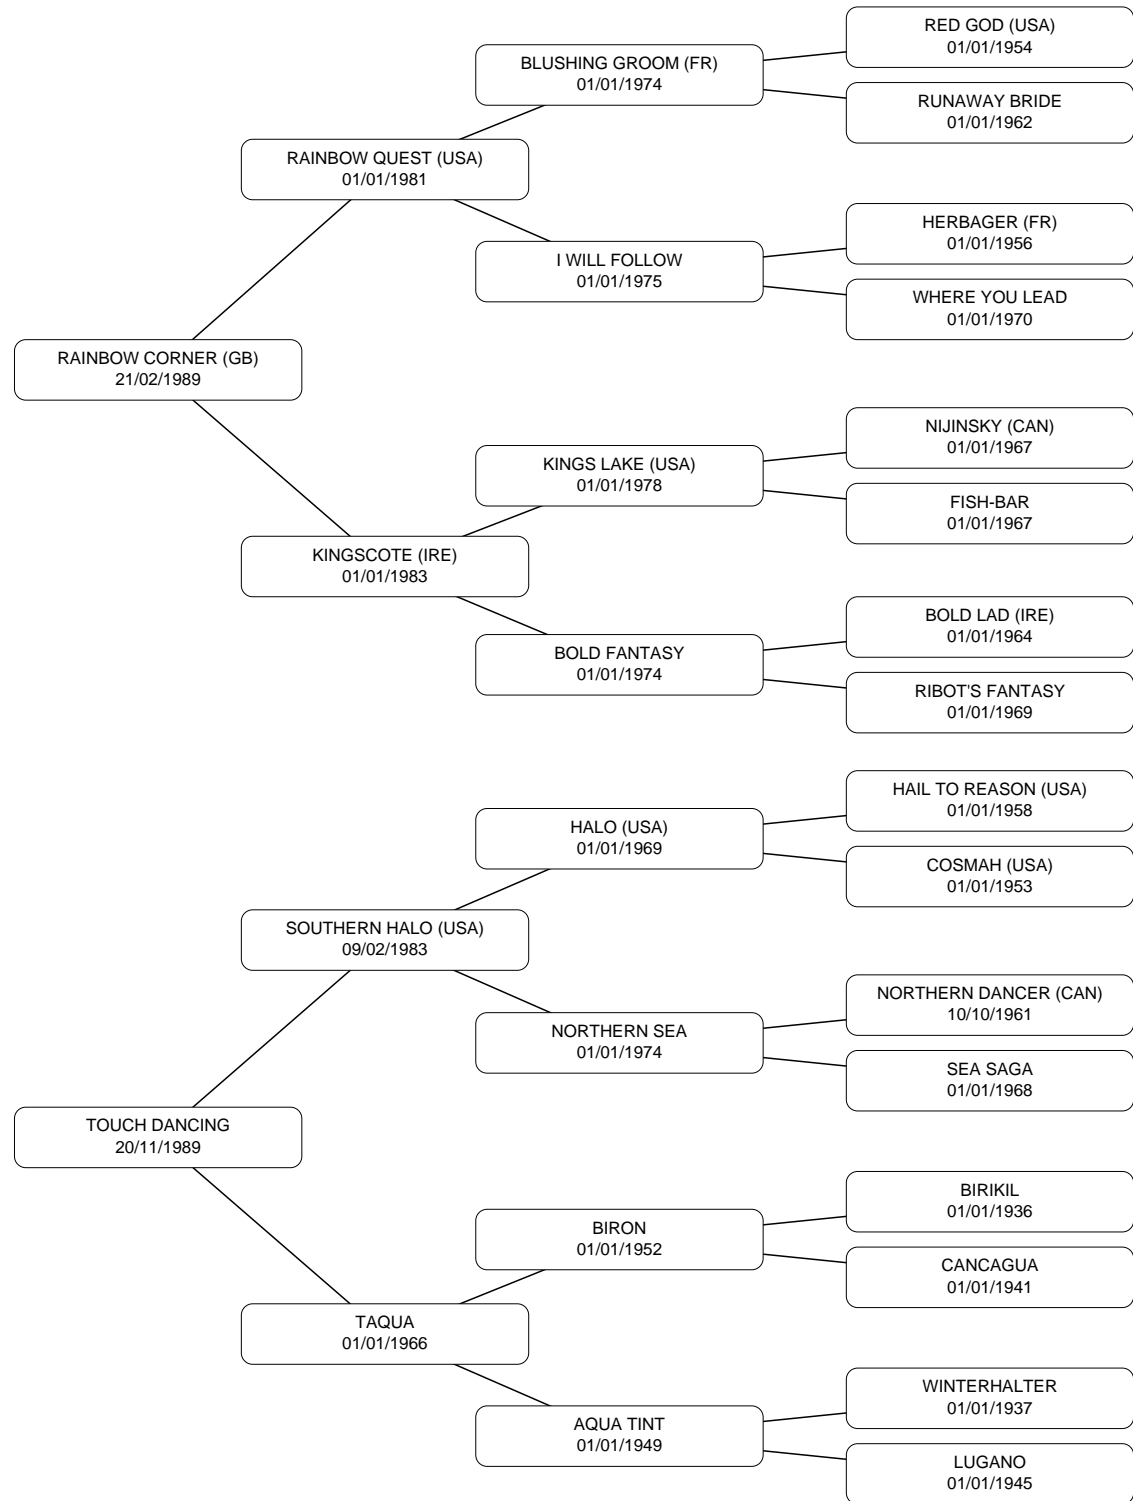 RED GOD (USA)
01/01/1954
BLUSHING GROOM (FR)
01/01/1974
RUNAWAY BRIDE
01/01/1962
RAINBOW QUEST (USA)
01/01/1981
HERBAGER (FR)
01/01/1956
I WILL FOLLOW
01/01/1975
WHERE YOU LEAD
01/01/1970
RAINBOW CORNER (GB)
21/02/1989
NIJINSKY (CAN)
01/01/1967
KINGS LAKE (USA)
01/01/1978
FISH-BAR
01/01/1967
KINGSCOTE (IRE)
01/01/1983
BOLD LAD (IRE)
01/01/1964
BOLD FANTASY
01/01/1974
RIBOT'S FANTASY
01/01/1969
HAIL TO REASON (USA)
01/01/1958
HALO (USA)
01/01/1969
COSMAH (USA)
01/01/1953
SOUTHERN HALO (USA)
09/02/1983
NORTHERN DANCER (CAN)
10/10/1961
NORTHERN SEA
01/01/1974
SEA SAGA
01/01/1968
TOUCH DANCING
20/11/1989
BIRIKIL
01/01/1936
BIRON
01/01/1952
CANCAGUA
01/01/1941
TAQUA
01/01/1966
WINTERHALTER
01/01/1937
AQUA TINT
01/01/1949
LUGANO
01/01/1945